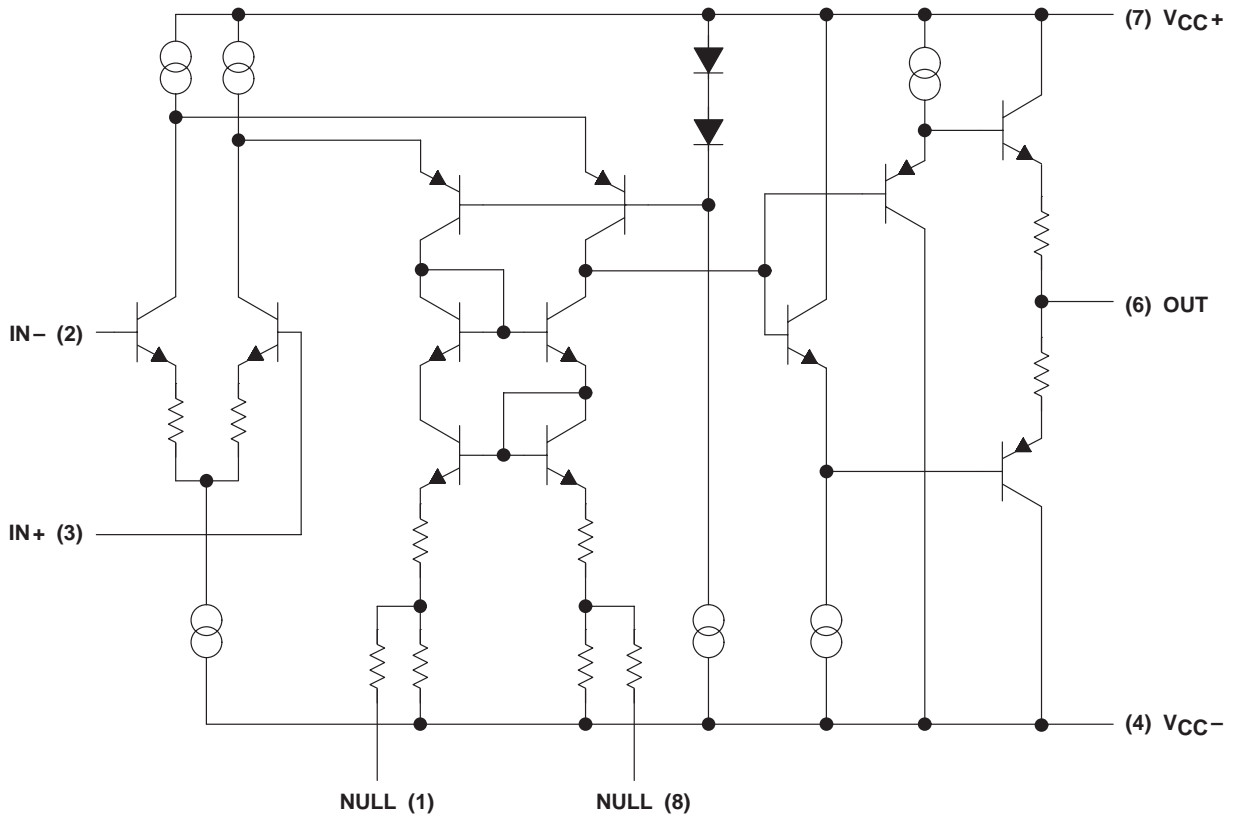 (7) VCC+
IN− (2)
(6) OUT
IN+ (3)
(4) VCC−
NULL (1)
NULL (8)